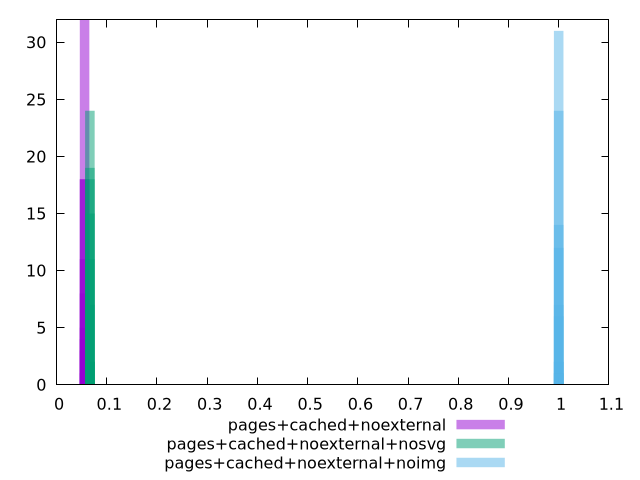 30
25
20
15
10
5
0
0 0.1 0.2 0.3 0.4 0.5 0.6 0.7 0.8 0.9 1 1.1
pages+cached+noexternal
pages+cached+noexternal+nosvg
pages+cached+noexternal+noimg